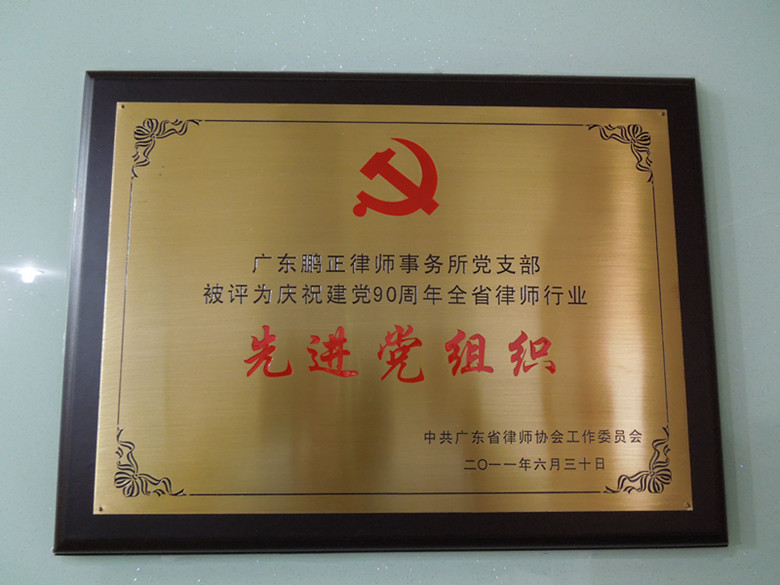 广东鹏正律师事务所党支部
被评为庆祝建党90周年全省律师行业
先进党组织
中共广东省律师协会工作委员会
二〇一一年六月三十日